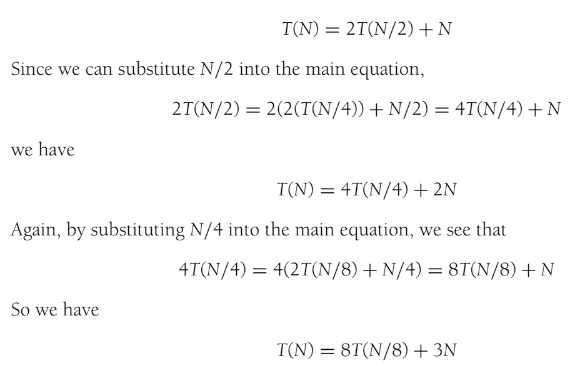 T(N) = 2T(N/2) + N
Since we can substitute N/2 into the main equation,
2T(N/2) = 2(2(T(N/4)) + N/2) = 4T(N/4) + N
we have
T(N) = 4T(N/4) + 2N
Again, by substituting N/4 into the main equation, we see that
4T(N/4) = 4(2T(N/8) + N/4) = 8T(N/8) + N
So we have
T(N) = 8T(N/8) + 3N